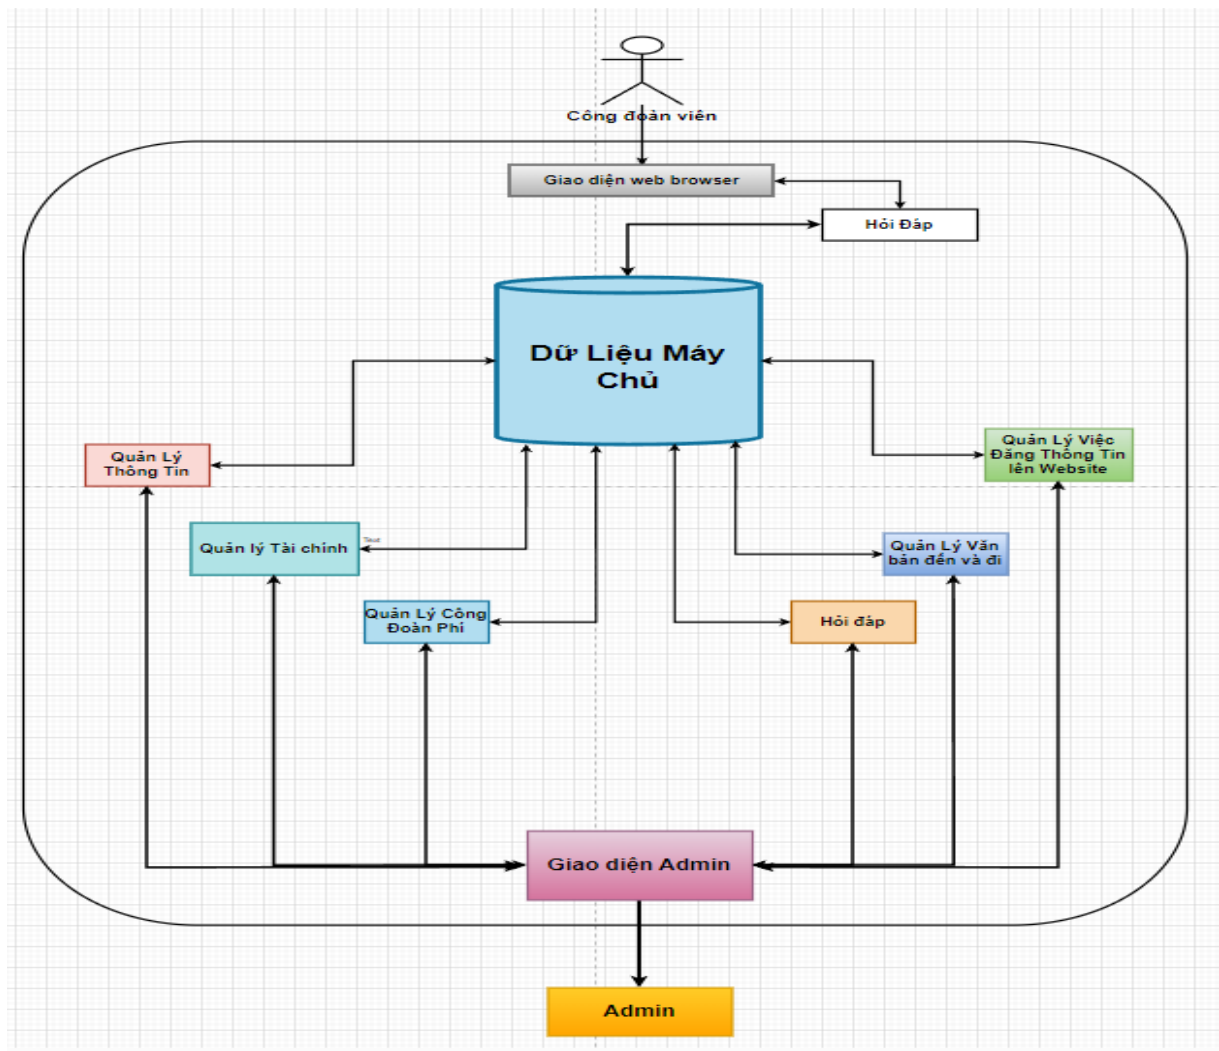 Công đoàn viên
Giao diện web browser
Hỏi Đáp
Dữ Liệu Máy
Chủ
Quản Lý
Thông Tin
Quản Lý Việc
Đăng Thông Tin
lên Website
Quản lý Tài chính
Text
Quản Lý Văn
bản đến và đi
Quản Lý Công
Đoàn Phí
Hỏi đáp
Giao diện Admin
Admin